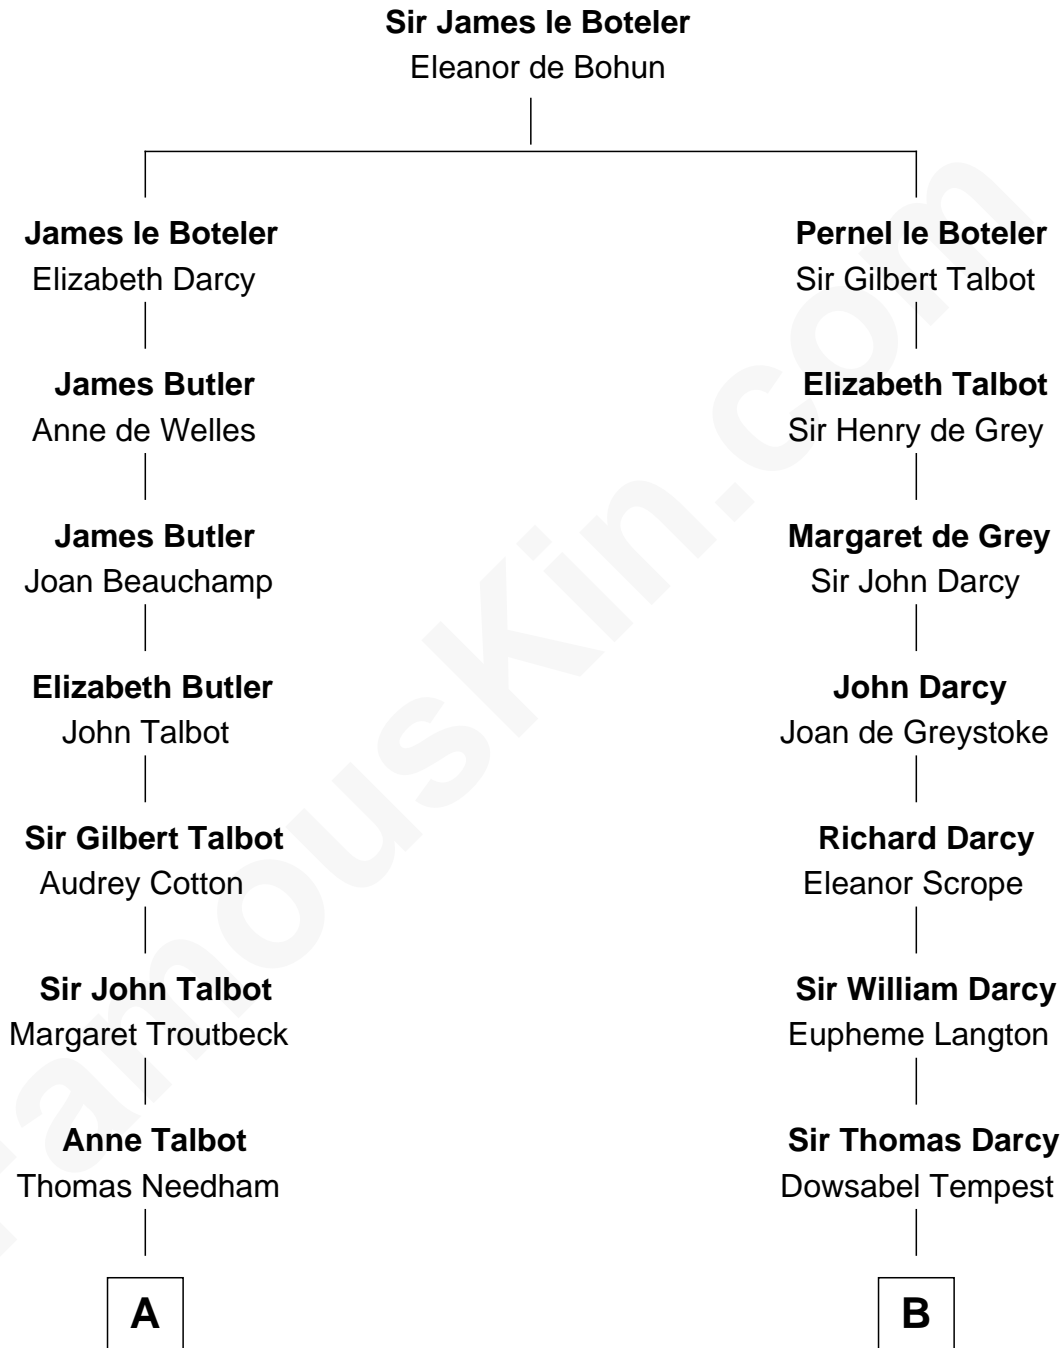 Sir James le Boteler
Eleanor de Bohun
James le Boteler
Elizabeth Darcy
James Butler
Anne de Welles
James Butler
Joan Beauchamp
Elizabeth Butler
John Talbot
Sir Gilbert Talbot
Audrey Cotton
Sir John Talbot
Margaret Troutbeck
Anne Talbot
Thomas Needham
A
Pernel le Boteler
Sir Gilbert Talbot
Elizabeth Talbot
Sir Henry de Grey
Margaret de Grey
Sir John Darcy
John Darcy
Joan de Greystoke
Richard Darcy
Eleanor Scrope
Sir William Darcy
Eupheme Langton
Sir Thomas Darcy
Dowsabel Tempest
B
FamousKin.com